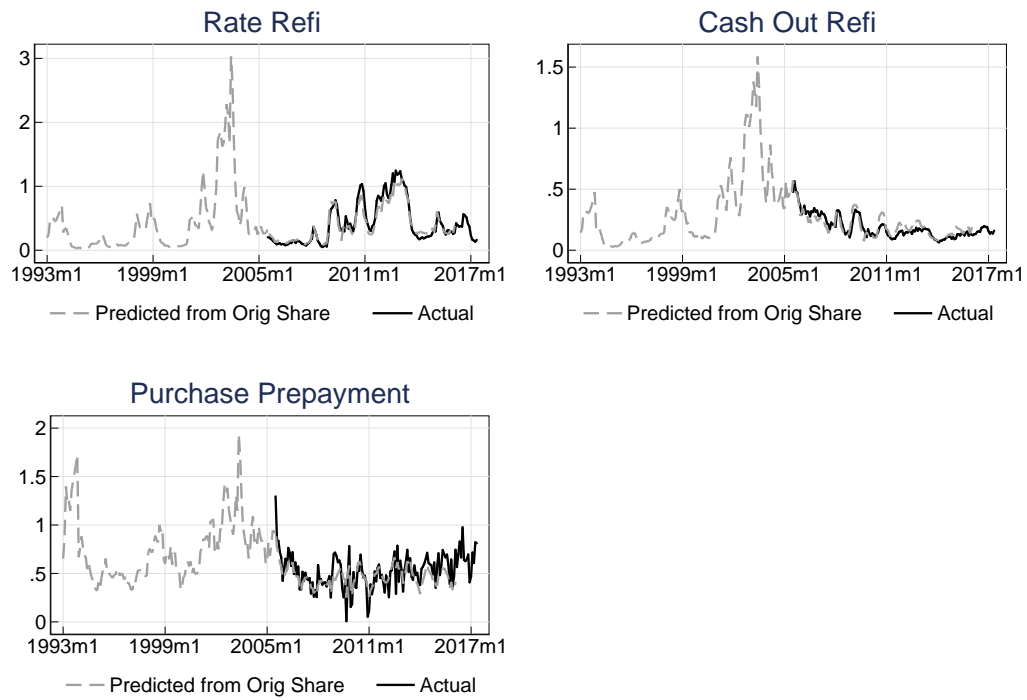 Rate Refi
3
2
1
0
1993m1 1999m1 2005m1 2011m1 2017m1
Predicted from Orig Share Actual
Cash Out Refi
1.5
1
.5
0
1993m1 1999m1 2005m1 2011m1 2017m1
Predicted from Orig Share Actual
Purchase Prepayment
2
1.5
1
.5
0
1993m1 1999m1 2005m1 2011m1 2017m1
Predicted from Orig Share Actual